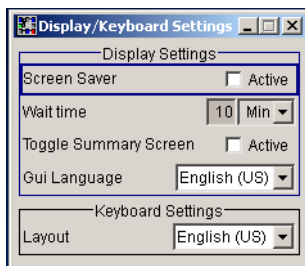 Display/Keyboard Settings
Display Settings
Screen Saver Active
Wait time 10 Min
Toggle Summary Screen Active
Gui Language English (US)
Keyboard Settings
Layout English (US)